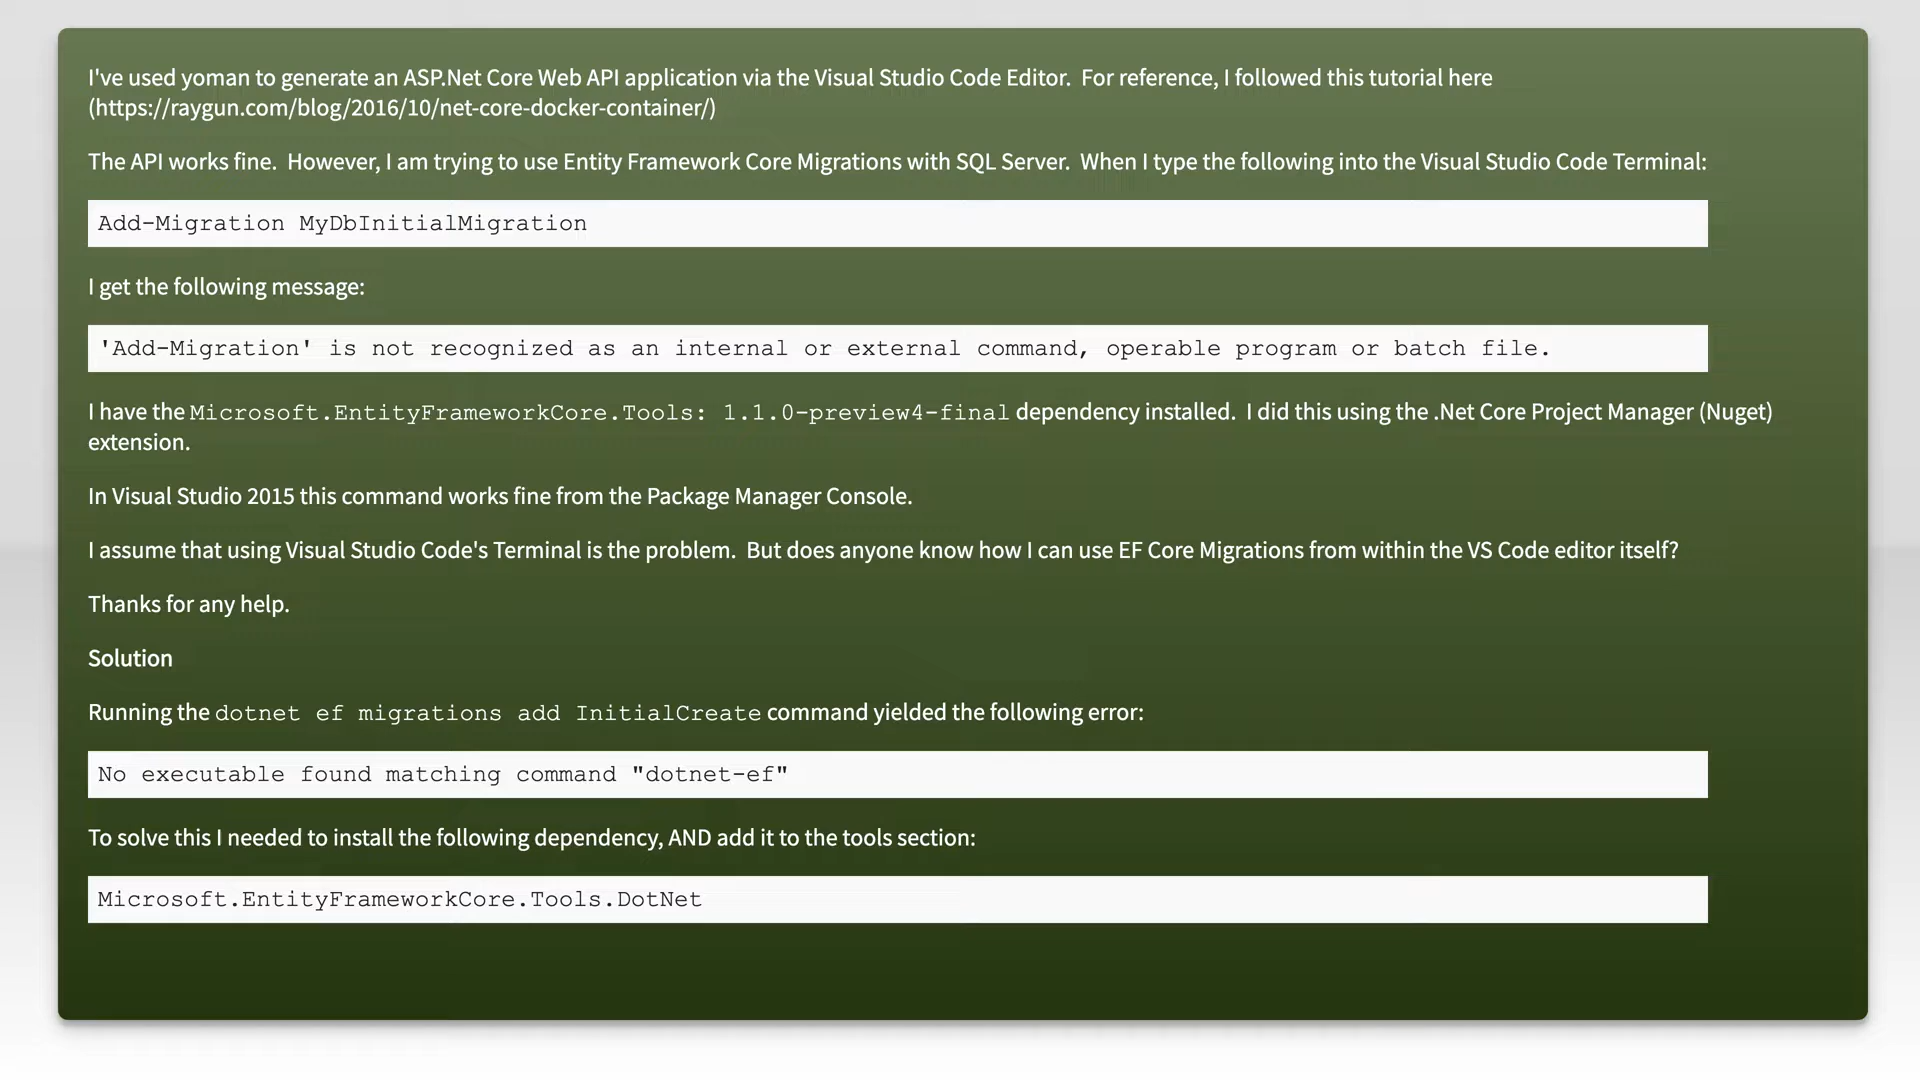 I've used yoman to generate an ASP.Net Core Web API application via the Visual Studio Code Editor.  For reference, I followed this tutorial here
(https://raygun.com/blog/2016/10/net-core-docker-container/)
The API works fine.  However, I am trying to use Entity Framework Core Migrations with SQL Server.  When I type the following into the Visual Studio Code Terminal:
Add-Migration MyDbInitialMigration
I get the following message:
'Add-Migration' is not recognized as an internal or external command, operable program or batch file.
I have the Microsoft.EntityFrameworkCore.Tools: 1.1.0-preview4-final dependency installed.  I did this using the .Net Core Project Manager (Nuget)
extension.
In Visual Studio 2015 this command works fine from the Package Manager Console.
I assume that using Visual Studio Code's Terminal is the problem.  But does anyone know how I can use EF Core Migrations from within the VS Code editor itself?
Thanks for any help.
Solution
Running the dotnet ef migrations add InitialCreate command yielded the following error:
No executable found matching command "dotnet-ef"
To solve this I needed to install the following dependency, AND add it to the tools section:
Microsoft.EntityFrameworkCore.Tools.DotNet